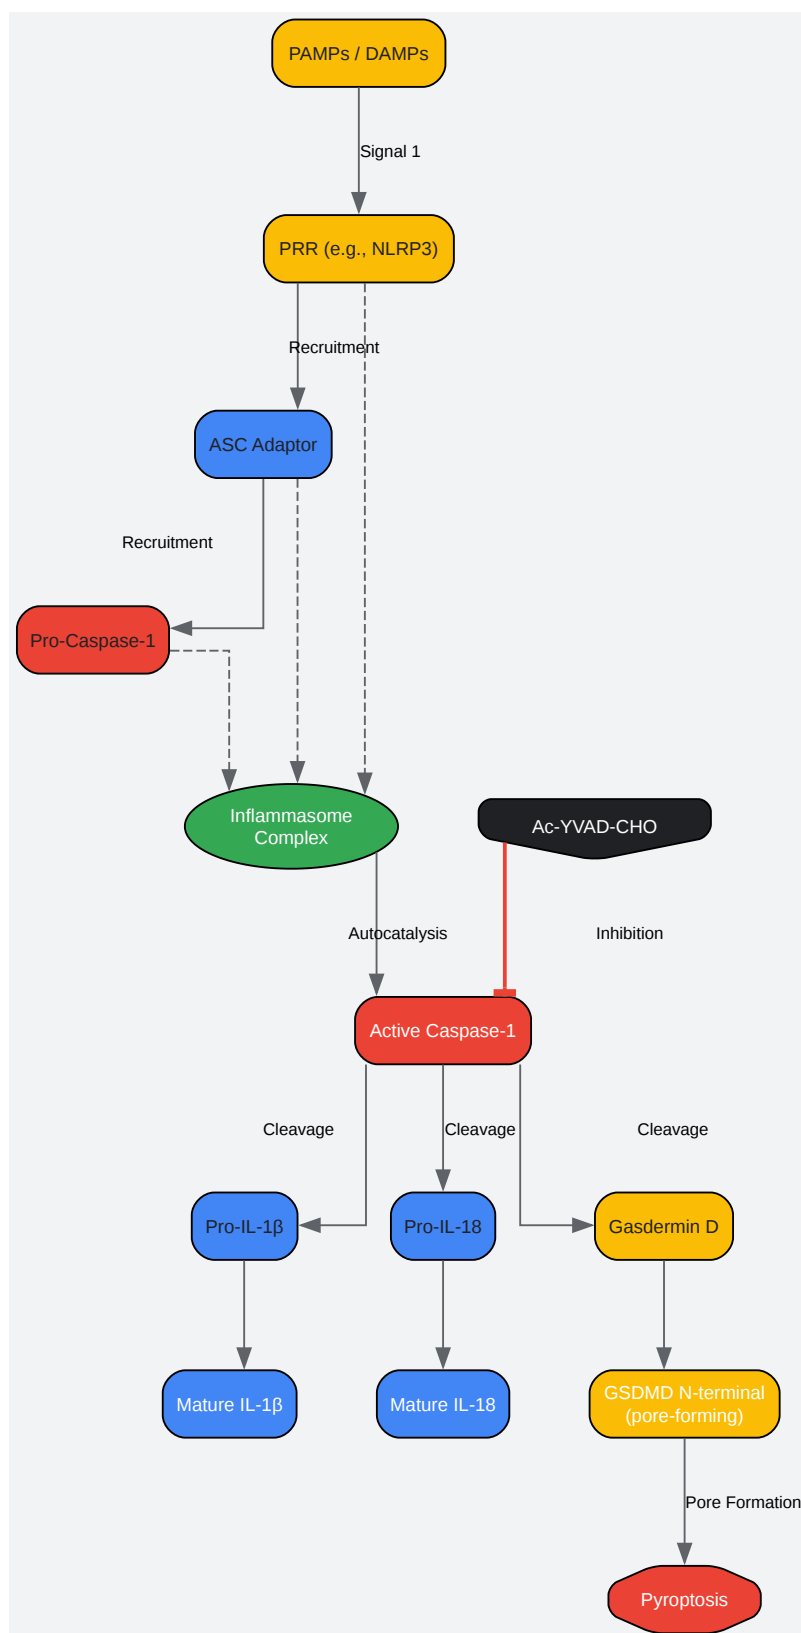 PAMPs / DAMPs
Signal 1
PRR (e.g., NLRP3)
Recruitment
ASC Adaptor
Recruitment
Pro-Caspase-1
Inflammasome
Complex
Ac-YVAD-CHO
Autocatalysis
Inhibition
Active Caspase-1
Cleavage
Cleavage
Cleavage
Pro-IL-1β
Pro-IL-18
Gasdermin D
Mature IL-1β
Mature IL-18
GSDMD N-terminal
(pore-forming)
Pore Formation
Pyroptosis